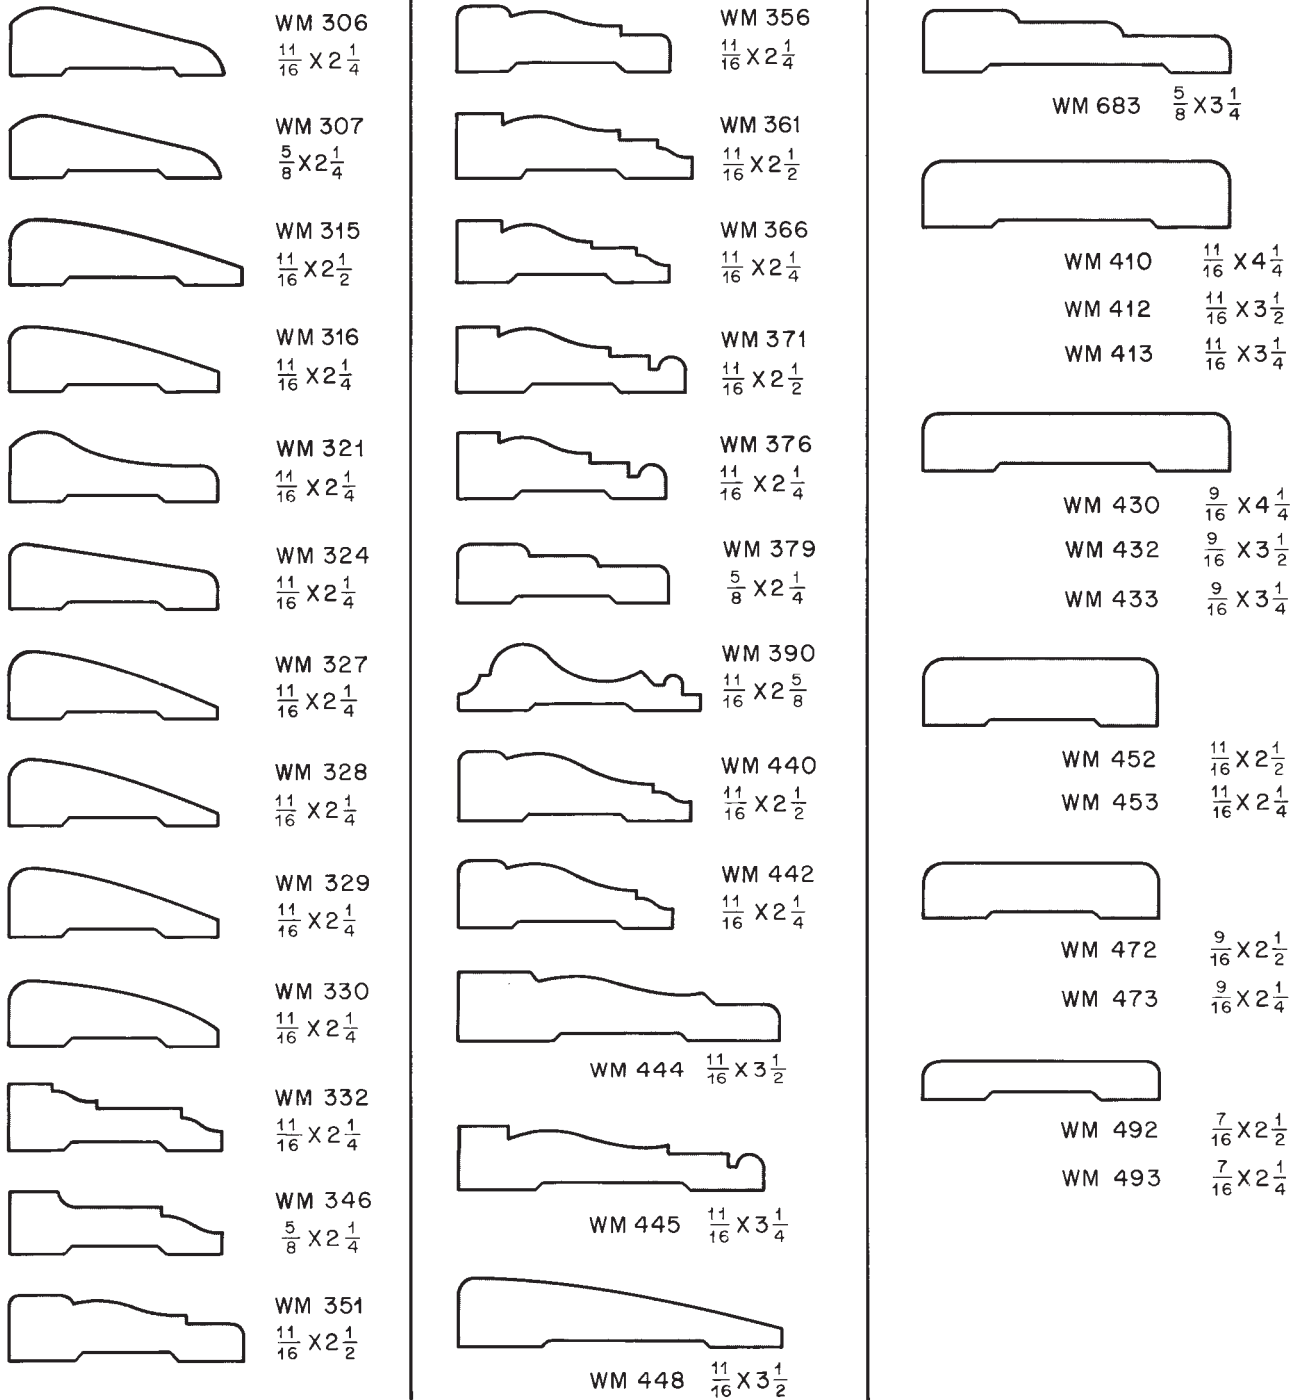 WM 306
11/16 X 2 1/4
WM 307
5/8 X 2 1/4
WM 315
11/16 X 2 1/2
WM 316
11/16 X 2 1/4
WM 321
11/16 X 2 1/4
WM 324
11/16 X 2 1/4
WM 327
11/16 X 2 1/4
WM 328
11/16 X 2 1/4
WM 329
11/16 X 2 1/4
WM 330
11/16 X 2 1/4
WM 332
11/16 X 2 1/4
WM 346
5/8 X 2 1/4
WM 351
11/16 X 2 1/2
WM 356
11/16 X 2 1/4
WM 361
11/16 X 2 1/2
WM 366
11/16 X 2 1/4
WM 371
11/16 X 2 1/2
WM 376
11/16 X 2 1/4
WM 379
5/8 X 2 1/4
WM 390
11/16 X 2 5/8
WM 440
11/16 X 2 1/2
WM 442
11/16 X 2 1/4
WM 444 11/16 X 3 1/2
WM 445 11/16 X 3 1/4
WM 448 11/16 X 3 1/2
WM 683 5/8 X 3 1/4
WM 410 11/16 X 4 1/4
WM 412 11/16 X 3 1/2
WM 413 11/16 X 3 1/4
WM 430 9/16 X 4 1/4
WM 432 9/16 X 3 1/2
WM 433 9/16 X 3 1/4
WM 452 11/16 X 2 1/2
WM 453 11/16 X 2 1/4
WM 472 9/16 X 2 1/2
WM 473 9/16 X 2 1/4
WM 492 7/16 X 2 1/2
WM 493 7/16 X 2 1/4